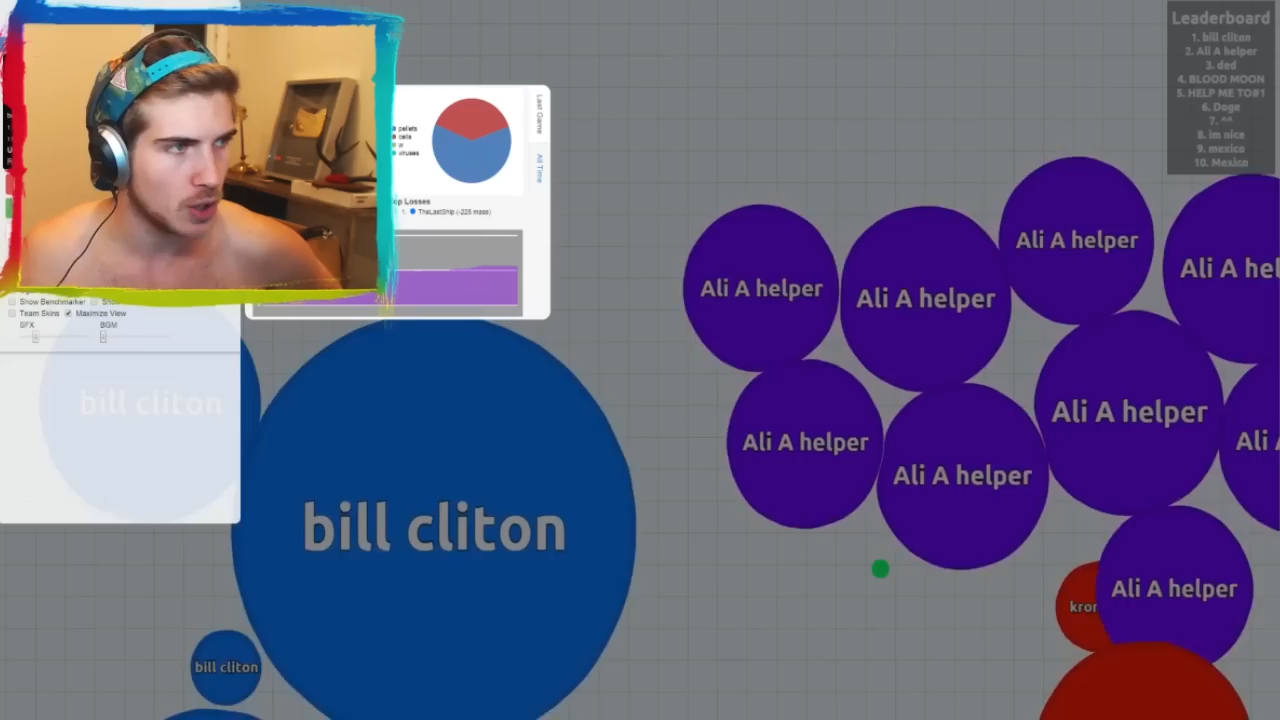 pellets
cells
w
viruses
Last Game
All Time
op Losses
1. TheLastShip (-225 mass)
Show Benchmarker
Team Skins
Maximize View
SFX
BGM
Leaderboard
1. bill cliton
2. Ali A helper
3. ded
4. BLOOD MOON
5. HELP ME TO#1
6. Doge
7. ^^
8. im nice
9. mexico
10. Mexico
Ali A helper
Ali A helper
Ali A helper
Ali A hel
Ali A helper
Ali A helper
Ali A helper
Ali
Ali A helper
kron
bill cliton
bill cliton
bill cliton